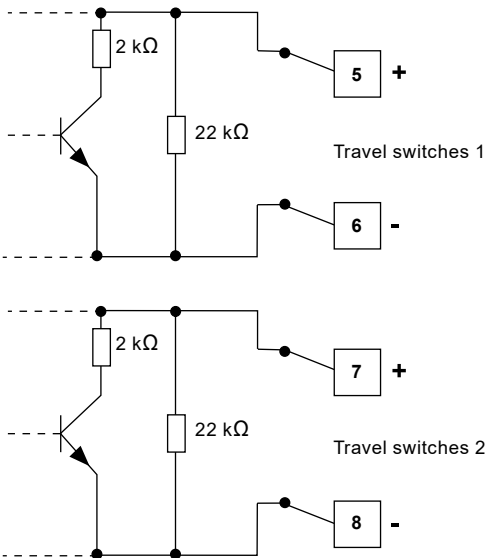 2 kΩ
5 +
22 kΩ
Travel switches 1
6 -
2 kΩ
7 +
22 kΩ
Travel switches 2
8 -